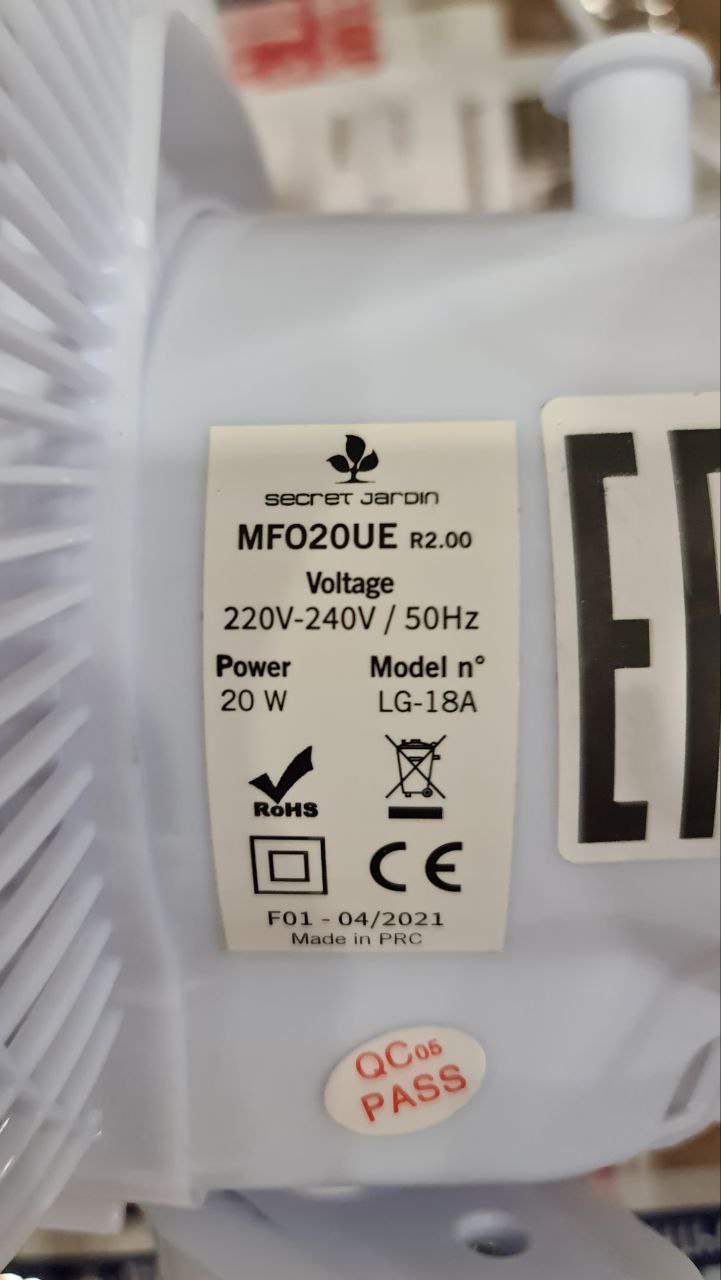 secret Jardin
MFO20UE R2.00
Voltage
220V-240V / 50Hz
Power Model n°
20 W LG-18A
RoHS
CE
F01 - 04/2021
Made in PRC
QC05
PASS
E